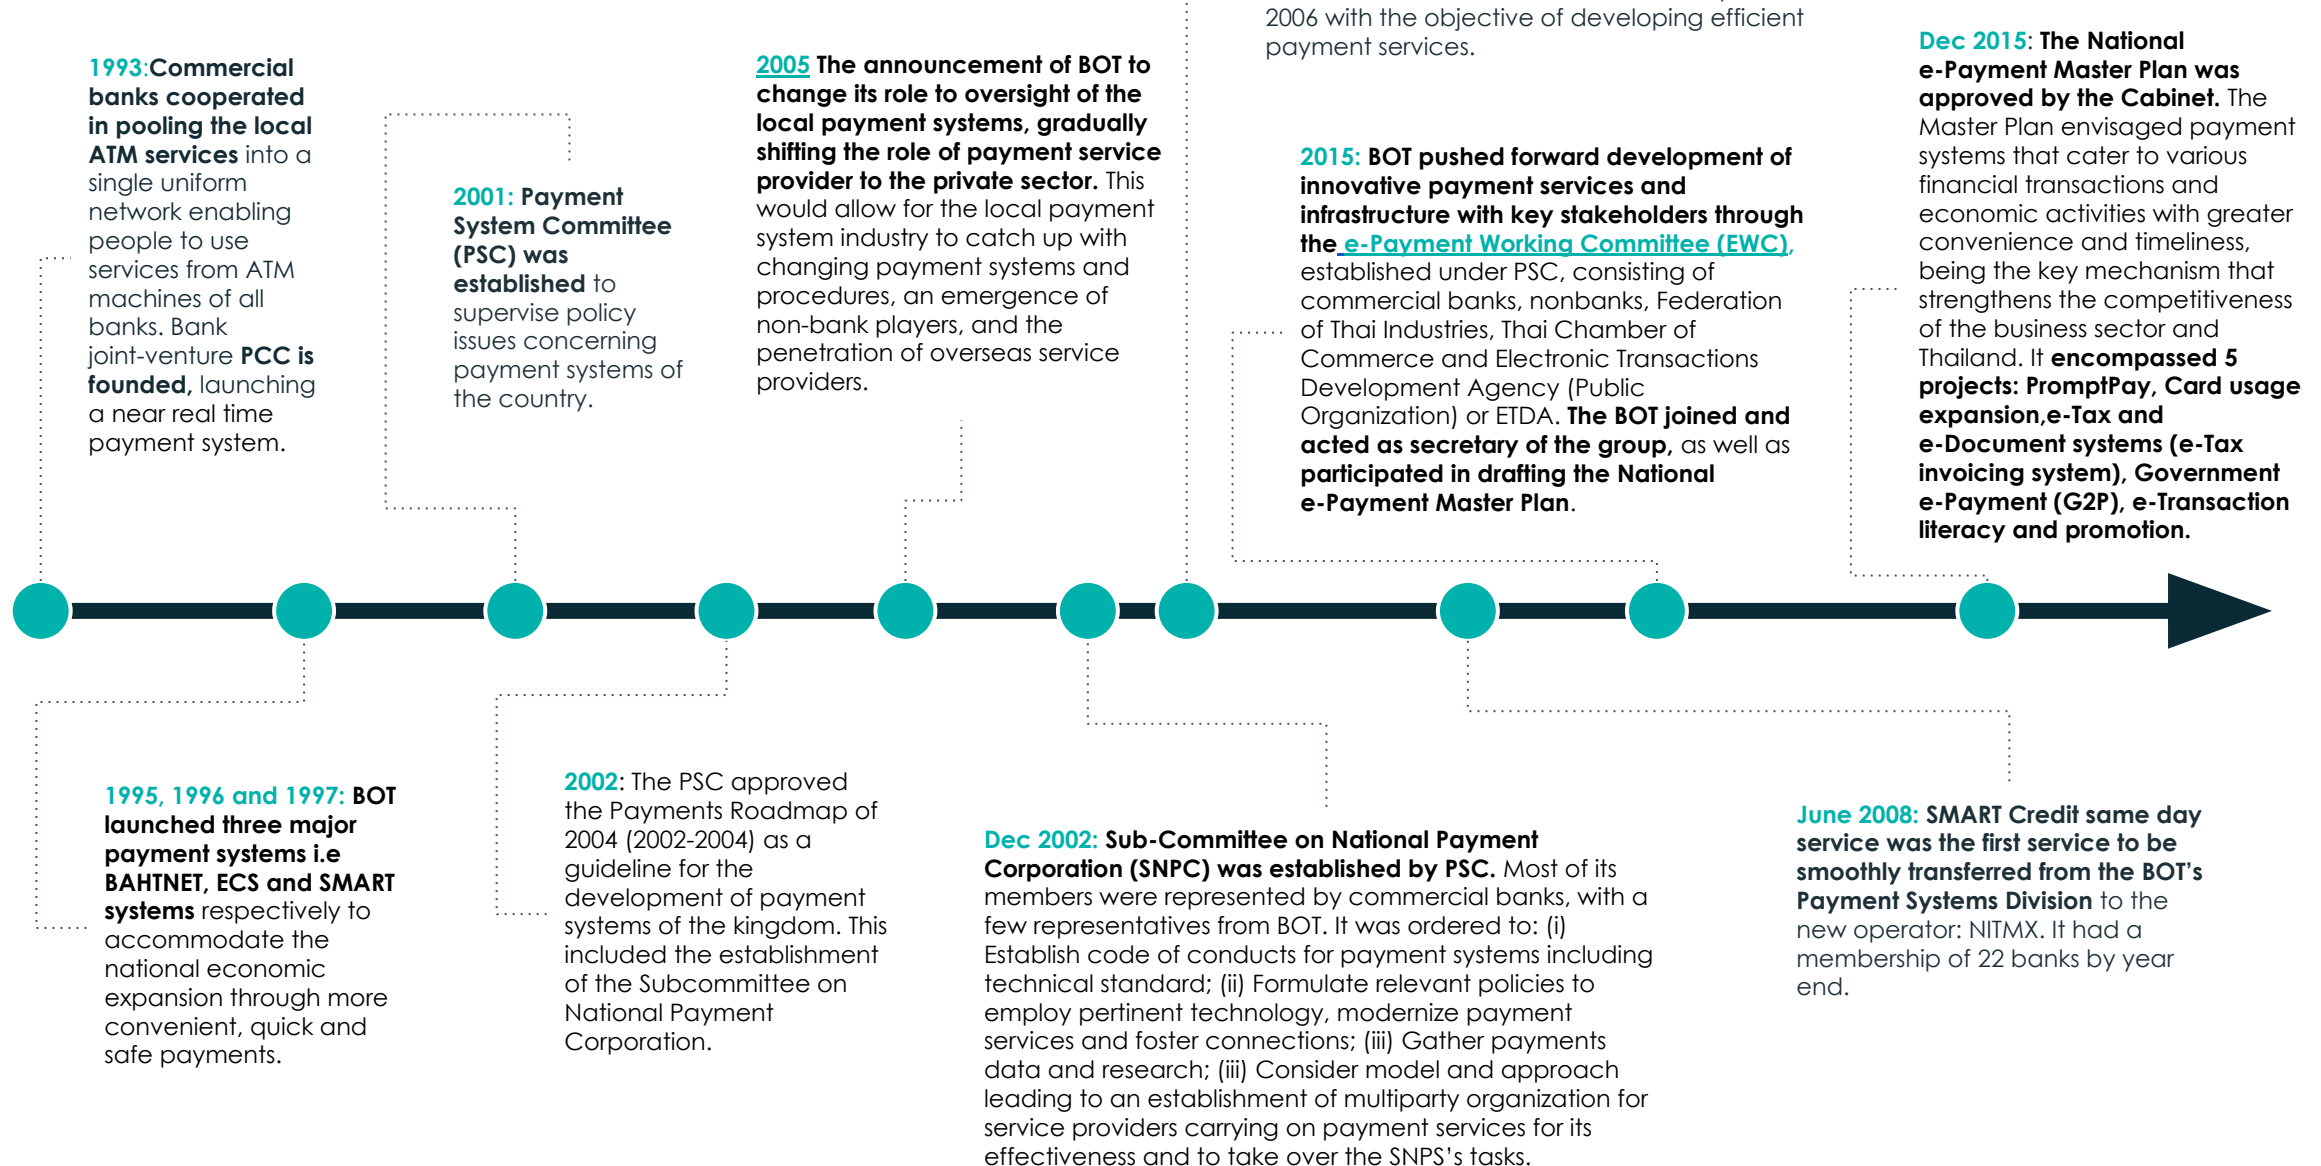 2006 with the objective of developing efficient
payment services.
1993:Commercial
banks cooperated
in pooling the local
ATM services into a
single uniform
network enabling
people to use
services from ATM
machines of all
banks. Bank
joint-venture PCC is
founded, launching
a near real time
payment system.
2001: Payment
System Committee
(PSC) was
established to
supervise policy
issues concerning
payment systems of
the country.
2005 The announcement of BOT to
change its role to oversight of the
local payment systems, gradually
shifting the role of payment service
provider to the private sector. This
would allow for the local payment
system industry to catch up with
changing payment systems and
procedures, an emergence of
non-bank players, and the
penetration of overseas service
providers.
2015: BOT pushed forward development of
innovative payment services and
infrastructure with key stakeholders through
the e-Payment Working Committee (EWC),
established under PSC, consisting of
commercial banks, nonbanks, Federation
of Thai Industries, Thai Chamber of
Commerce and Electronic Transactions
Development Agency (Public
Organization) or ETDA. The BOT joined and
acted as secretary of the group, as well as
participated in drafting the National
e-Payment Master Plan.
Dec 2015: The National
e-Payment Master Plan was
approved by the Cabinet. The
Master Plan envisaged payment
systems that cater to various
financial transactions and
economic activities with greater
convenience and timeliness,
being the key mechanism that
strengthens the competitiveness
of the business sector and
Thailand. It encompassed 5
projects: PromptPay, Card usage
expansion,e-Tax and
e-Document systems (e-Tax
invoicing system), Government
e-Payment (G2P), e-Transaction
literacy and promotion.
1995, 1996 and 1997: BOT
launched three major
payment systems i.e
BAHTNET, ECS and SMART
systems respectively to
accommodate the
national economic
expansion through more
convenient, quick and
safe payments.
2002: The PSC approved
the Payments Roadmap of
2004 (2002-2004) as a
guideline for the
development of payment
systems of the kingdom. This
included the establishment
of the Subcommittee on
National Payment
Corporation.
Dec 2002: Sub-Committee on National Payment
Corporation (SNPC) was established by PSC. Most of its
members were represented by commercial banks, with a
few representatives from BOT. It was ordered to: (i)
Establish code of conducts for payment systems including
technical standard; (ii) Formulate relevant policies to
employ pertinent technology, modernize payment
services and foster connections; (iii) Gather payments
data and research; (iii) Consider model and approach
leading to an establishment of multiparty organization for
service providers carrying on payment services for its
effectiveness and to take over the SNPS's tasks.
June 2008: SMART Credit same day
service was the first service to be
smoothly transferred from the BOT's
Payment Systems Division to the
new operator: NITMX. It had a
membership of 22 banks by year
end.